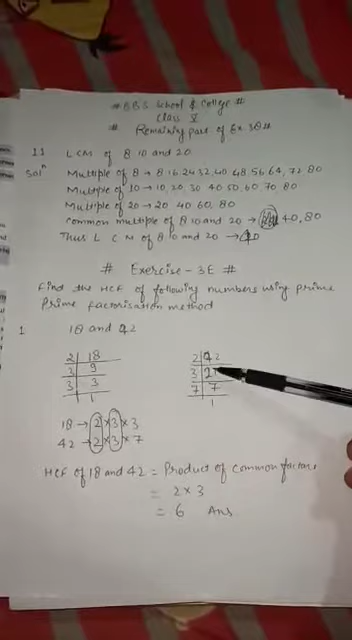 # BBS School & College #
Class V
# Remaining part of Ex 3D #
11 LCM of 8 10 and 20
Solⁿ Multiple of 8 → 8 16 24 32, 40, 48, 56 64, 72 80
Multiple of 10 → 10, 20, 30 40 50, 60, 70 80
Multiple of 20 → 20 40 60, 80
Common multiple of 8 10 and 20 → 40, 80
Thus L C M of 8 10 and 20 → 40
# Exercise - 3E #
Find the HCF of following numbers using prime
Prime factorisation method
1 18 and 42
2 18 2 42
3 9 3 21
3 3 7 7
1 1
18 → 2 × 3 × 3
42 → 2 × 3 × 7
HCF of 18 and 42 = Product of common factors
= 2 × 3
= 6 Ans